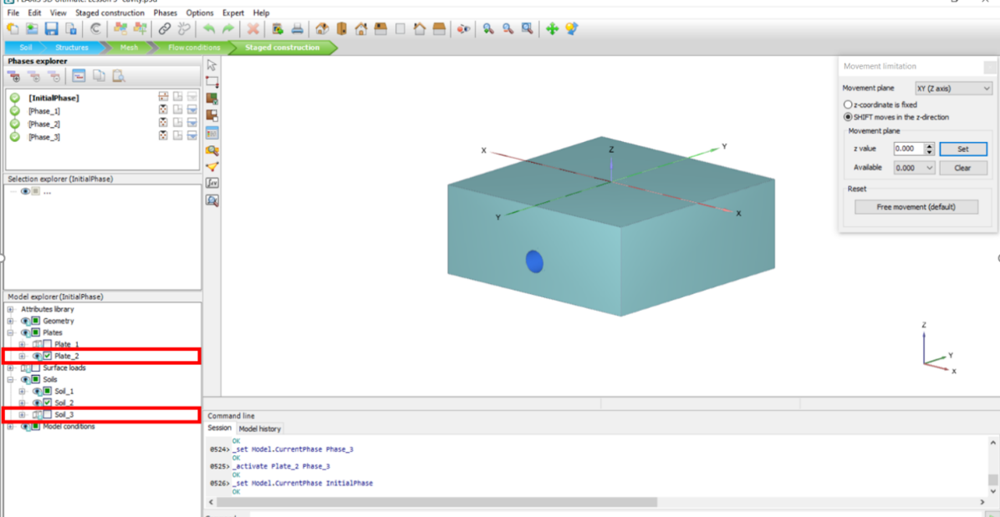 File Edit View Staged construction Phases Options Expert Help
Soil Structures Mesh Flow conditions Staged construction
Phases explorer
[InitialPhase]
[Phase_1]
[Phase_2]
[Phase_3]
Selection explorer (InitialPhase)
...
Model explorer (InitialPhase)
Attributes library
Geometry
Plates
Plate_1
Plate_2
Surface loads
Soils
Soil_1
Soil_2
Soil_3
Model conditions
X
Z
Y
Y
X
Z
Y
X
Movement limitation
Movement plane XY (Z axis)
z-coordinate is fixed
SHIFT moves in the z-direction
Movement plane
z value 0.000 Set
Available 0.000 Clear
Reset
Free movement (default)
Command line
Session Model history
OK
0524> _set Model.CurrentPhase Phase_3
OK
0525> _activate Plate_2 Phase_3
OK
0526> _set Model.CurrentPhase InitialPhase
OK